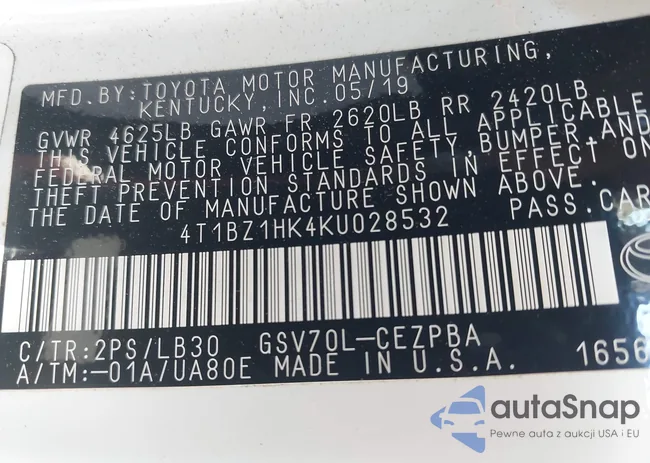 MFD. BY: TOYOTA MOTOR MANUFACTURING,
KENTUCKY, INC. 05/19
GVWR 4625LB GAWR FR 2620LB RR 2420LB
THIS VEHICLE CONFORMS TO ALL APPLICABLE
FEDERAL MOTOR VEHICLE SAFETY, BUMPER, AND
THEFT PREVENTION STANDARDS IN EFFECT ON
THE DATE OF MANUFACTURE SHOWN ABOVE.
4T1BZ1HK4KU028532 PASS. CAR
C/TR:2PS/LB30 GSV70L-CEZPBA
A/TM:-01A/UA80E MADE IN U.S.A. 1656
autaSnap
Pewne auta z aukcji USA i EU